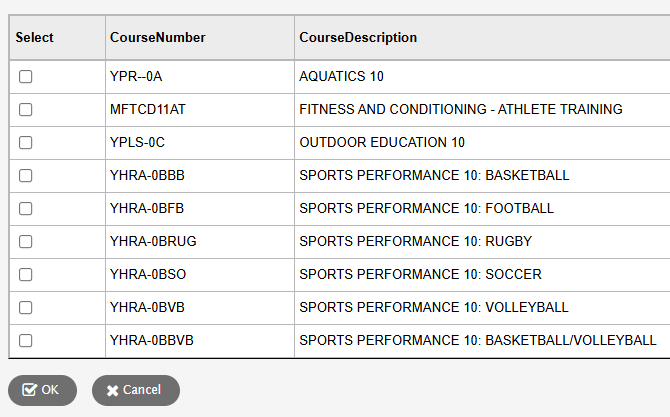 Select CourseNumber CourseDescription
YPR--0A AQUATICS 10
MFTCD11AT FITNESS AND CONDITIONING - ATHLETE TRAINING
YPLS-0C OUTDOOR EDUCATION 10
YHRA-0BBB SPORTS PERFORMANCE 10: BASKETBALL
YHRA-0BFB SPORTS PERFORMANCE 10: FOOTBALL
YHRA-0BRUG SPORTS PERFORMANCE 10: RUGBY
YHRA-0BSO SPORTS PERFORMANCE 10: SOCCER
YHRA-0BVB SPORTS PERFORMANCE 10: VOLLEYBALL
YHRA-0BBVB SPORTS PERFORMANCE 10: BASKETBALL/VOLLEYBALL
OK Cancel